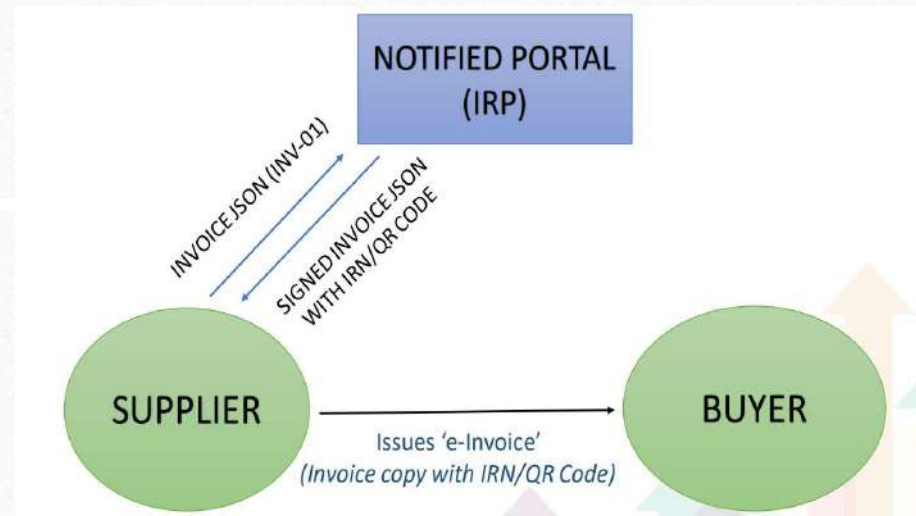 NOTIFIED PORTAL
(IRP)
INVOICE JSON (INV-01)
SIGNED INVOICE JSON
WITH IRN/QR CODE
SUPPLIER
BUYER
Issues ‘e-Invoice’
(Invoice copy with IRN/QR Code)